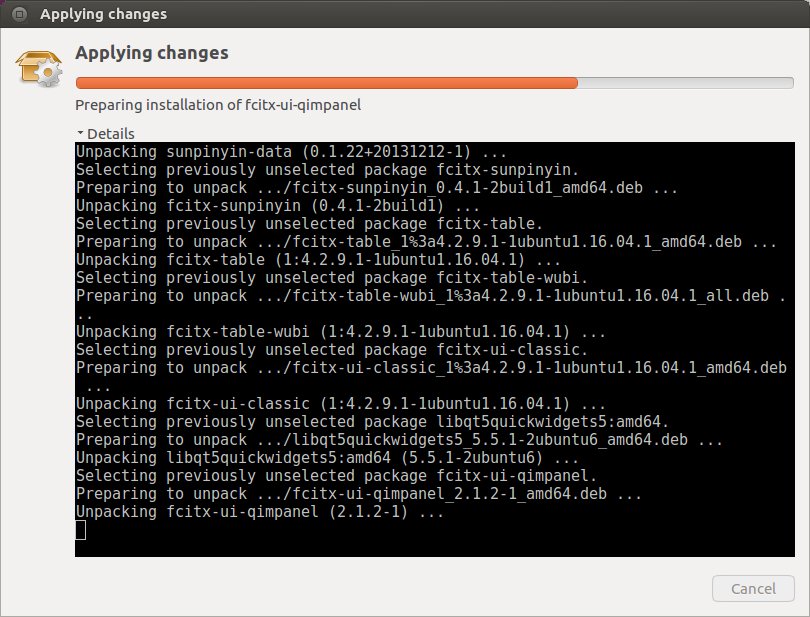 Applying changes
Applying changes
Preparing installation of fcitx-ui-qimpanel
Details
Unpacking sunpinyin-data (0.1.22+20131212-1) ...
Selecting previously unselected package fcitx-sunpinyin.
Preparing to unpack .../fcitx-sunpinyin_0.4.1-2build1_amd64.deb ...
Unpacking fcitx-sunpinyin (0.4.1-2build1) ...
Selecting previously unselected package fcitx-table.
Preparing to unpack .../fcitx-table_1%3a4.2.9.1-1ubuntu1.16.04.1_amd64.deb ...
Unpacking fcitx-table (1:4.2.9.1-1ubuntu1.16.04.1) ...
Selecting previously unselected package fcitx-table-wubi.
Preparing to unpack .../fcitx-table-wubi_1%3a4.2.9.1-1ubuntu1.16.04.1_all.deb .
..
Unpacking fcitx-table-wubi (1:4.2.9.1-1ubuntu1.16.04.1) ...
Selecting previously unselected package fcitx-ui-classic.
Preparing to unpack .../fcitx-ui-classic_1%3a4.2.9.1-1ubuntu1.16.04.1_amd64.deb
 ...
Unpacking fcitx-ui-classic (1:4.2.9.1-1ubuntu1.16.04.1) ...
Selecting previously unselected package libqt5quickwidgets5:amd64.
Preparing to unpack .../libqt5quickwidgets5_5.5.1-2ubuntu6_amd64.deb ...
Unpacking libqt5quickwidgets5:amd64 (5.5.1-2ubuntu6) ...
Selecting previously unselected package fcitx-ui-qimpanel.
Preparing to unpack .../fcitx-ui-qimpanel_2.1.2-1_amd64.deb ...
Unpacking fcitx-ui-qimpanel (2.1.2-1) ...
Cancel